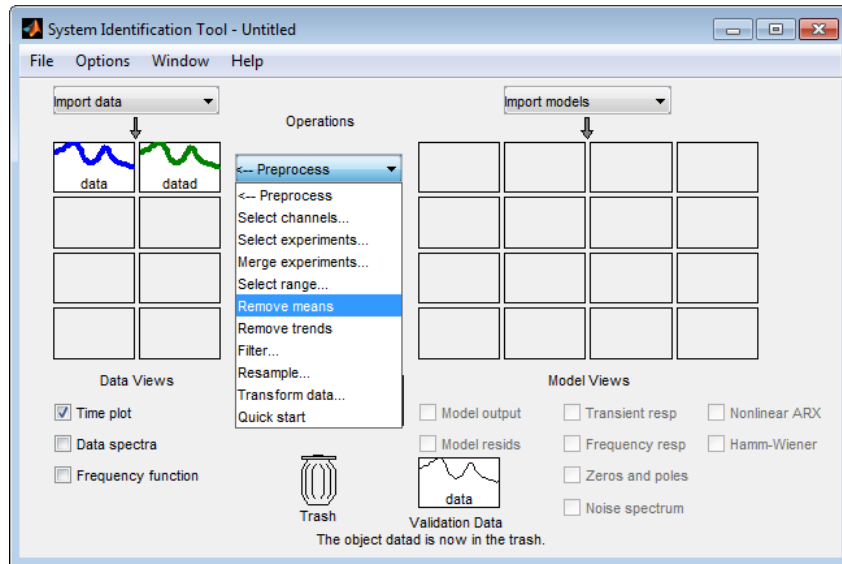 System Identification Tool - Untitled
File Options Window Help
Import data
Import models
Operations
data
datad
<-- Preprocess
<-- Preprocess
Select channels...
Select experiments...
Merge experiments...
Select range...
Remove means
Remove trends
Filter...
Resample...
Transform data...
Quick start
Data Views
Time plot
Data spectra
Frequency function
Model Views
Model output
Transient resp
Nonlinear ARX
Model resids
Frequency resp
Hamm-Wiener
Zeros and poles
Noise spectrum
Trash
data
Validation Data
The object datad is now in the trash.